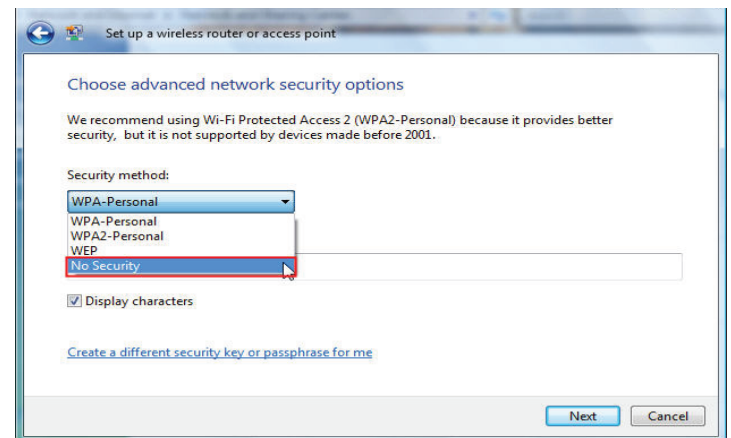 Set up a wireless router or access point
Choose advanced network security options
We recommend using Wi-Fi Protected Access 2 (WPA2-Personal) because it provides better
security, but it is not supported by devices made before 2001.
Security method:
WPA-Personal
WPA-Personal
WPA2-Personal
WEP
No Security
Display characters
Create a different security key or passphrase for me
Next Cancel